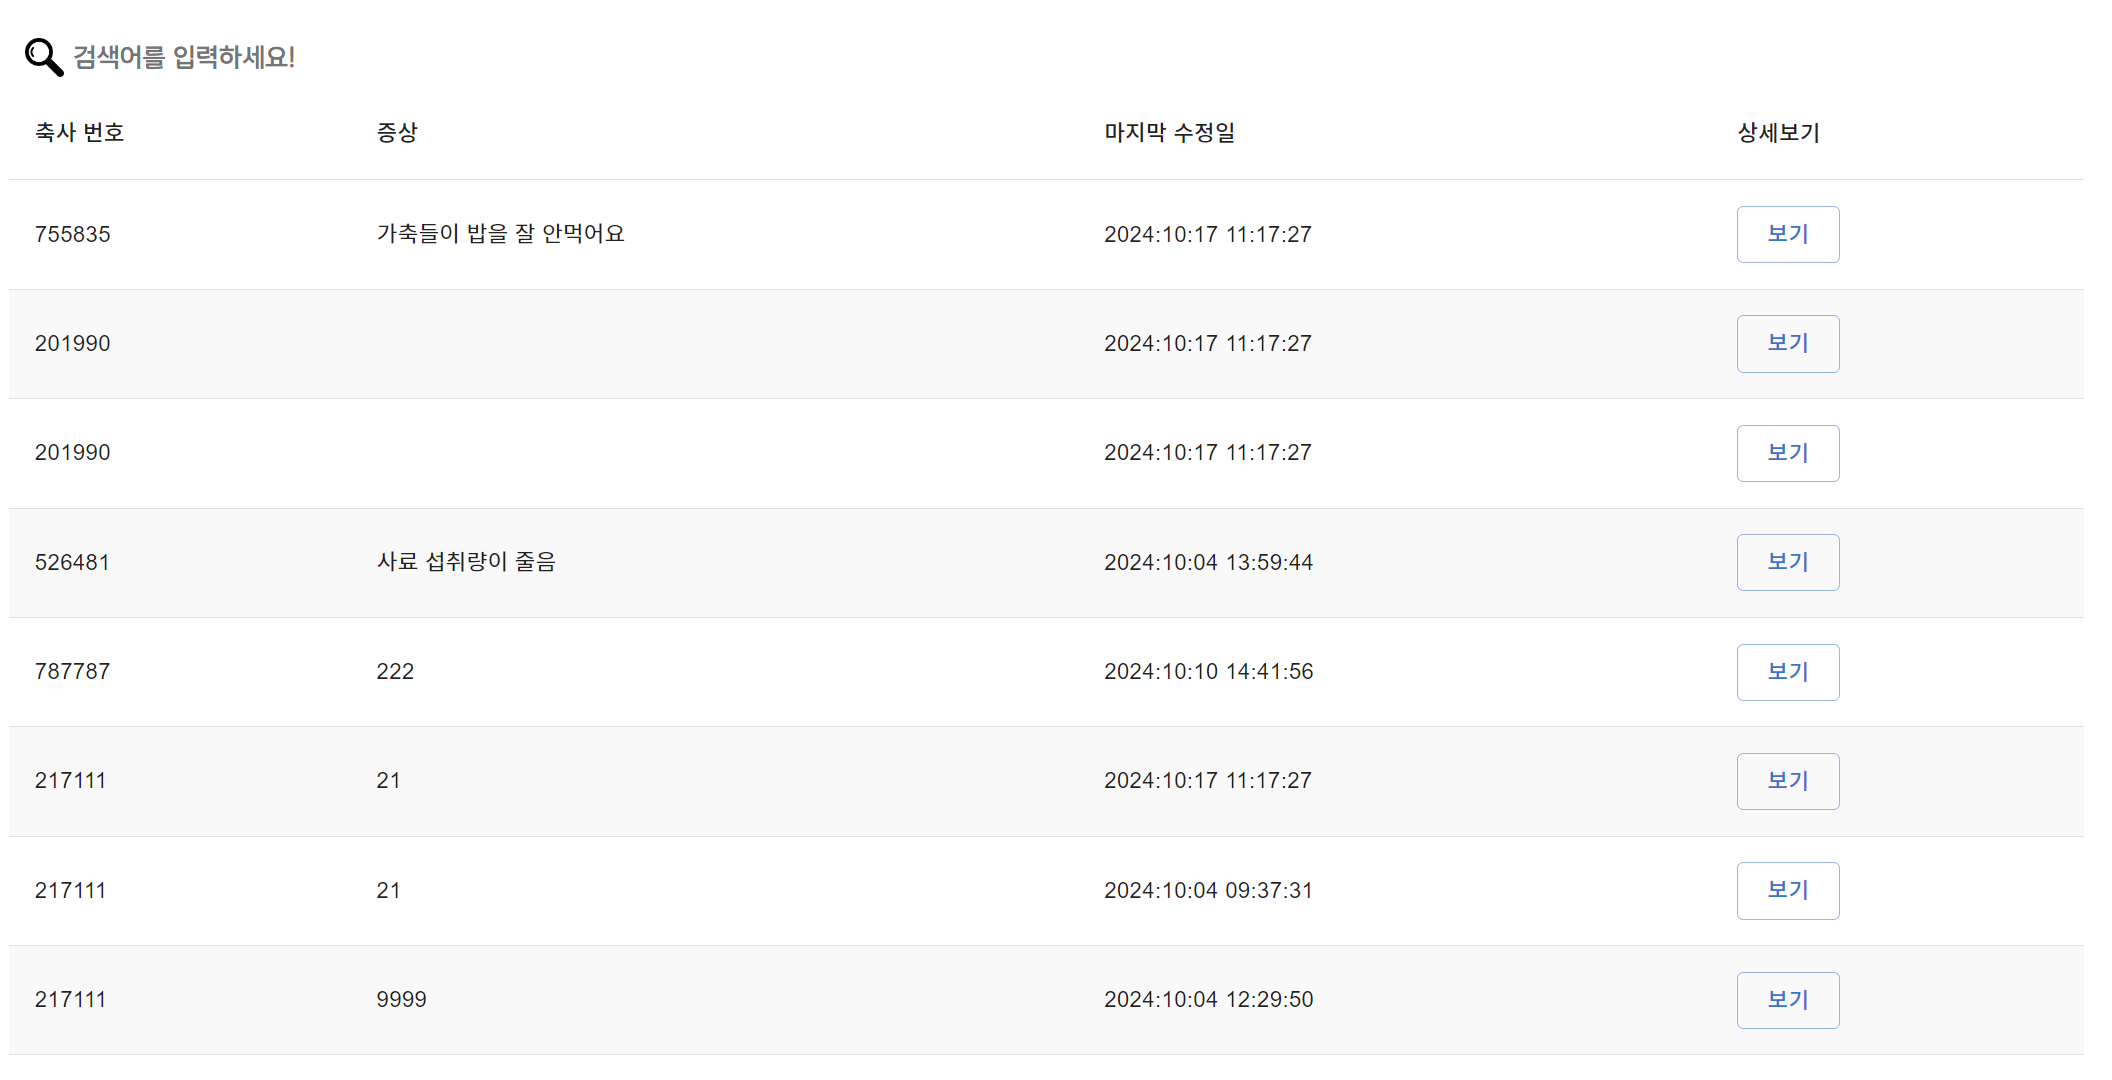 검색어를 입력하세요!
축사 번호 증상 마지막 수정일 상세보기
755835 가축들이 밥을 잘 안먹어요 2024:10:17 11:17:27 보기
201990 2024:10:17 11:17:27 보기
201990 2024:10:17 11:17:27 보기
526481 사료 섭취량이 줄음 2024:10:04 13:59:44 보기
787787 222 2024:10:10 14:41:56 보기
217111 21 2024:10:17 11:17:27 보기
217111 21 2024:10:04 09:37:31 보기
217111 9999 2024:10:04 12:29:50 보기